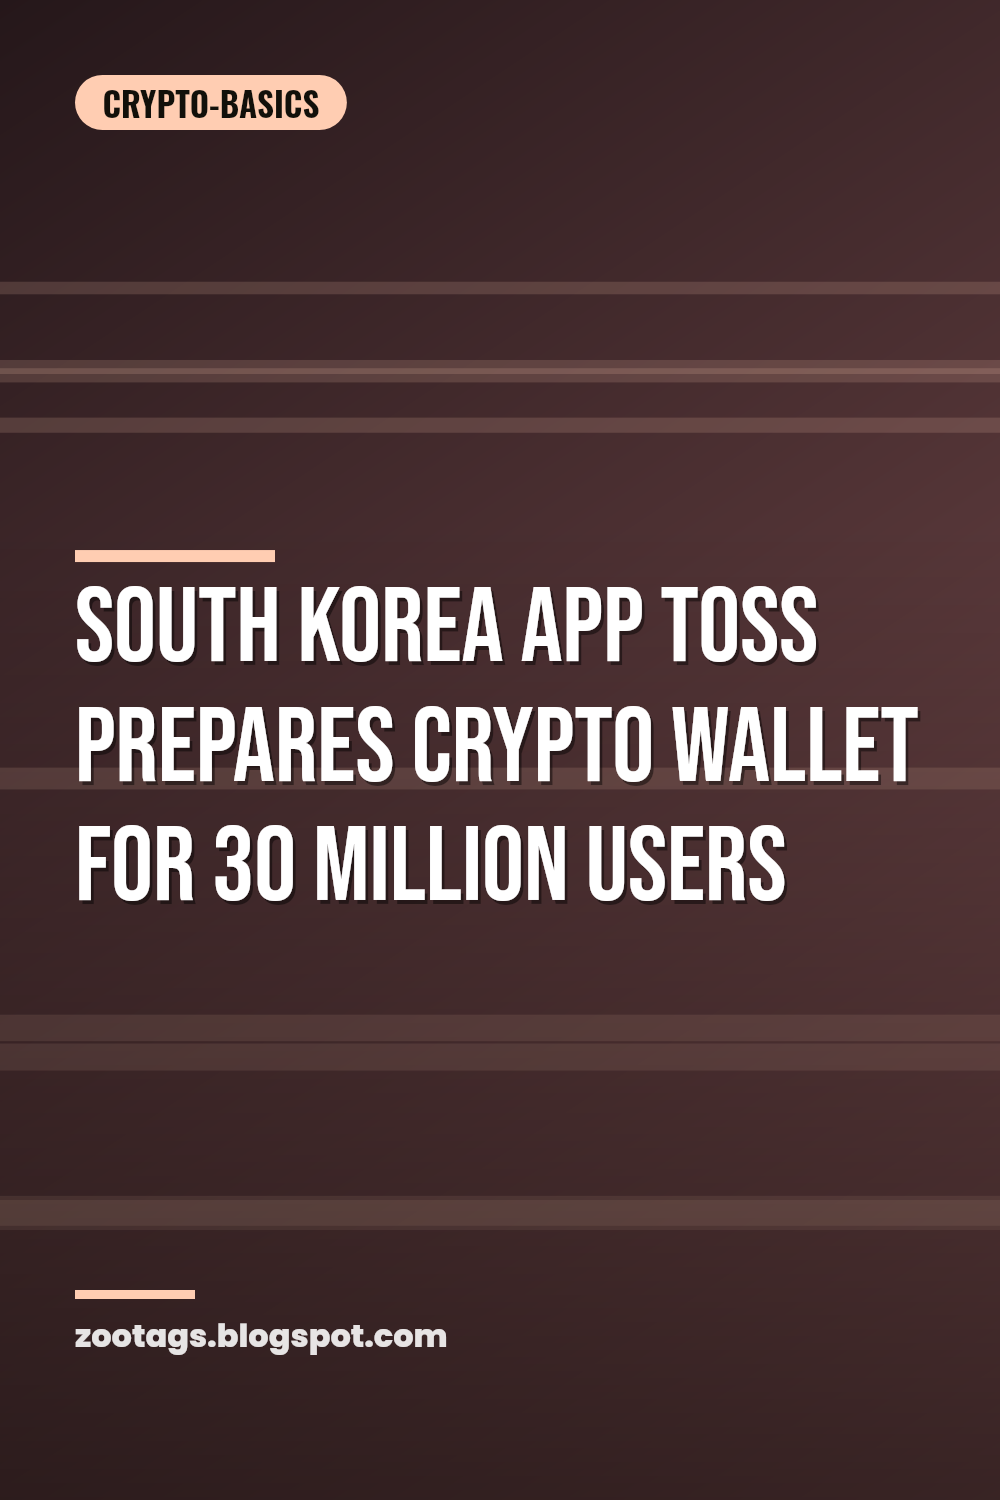 CRYPTO-BASICS
SOUTH KOREA APP TOSS
PREPARES CRYPTO WALLET
FOR 30 MILLION USERS
zootags.blogspot.com